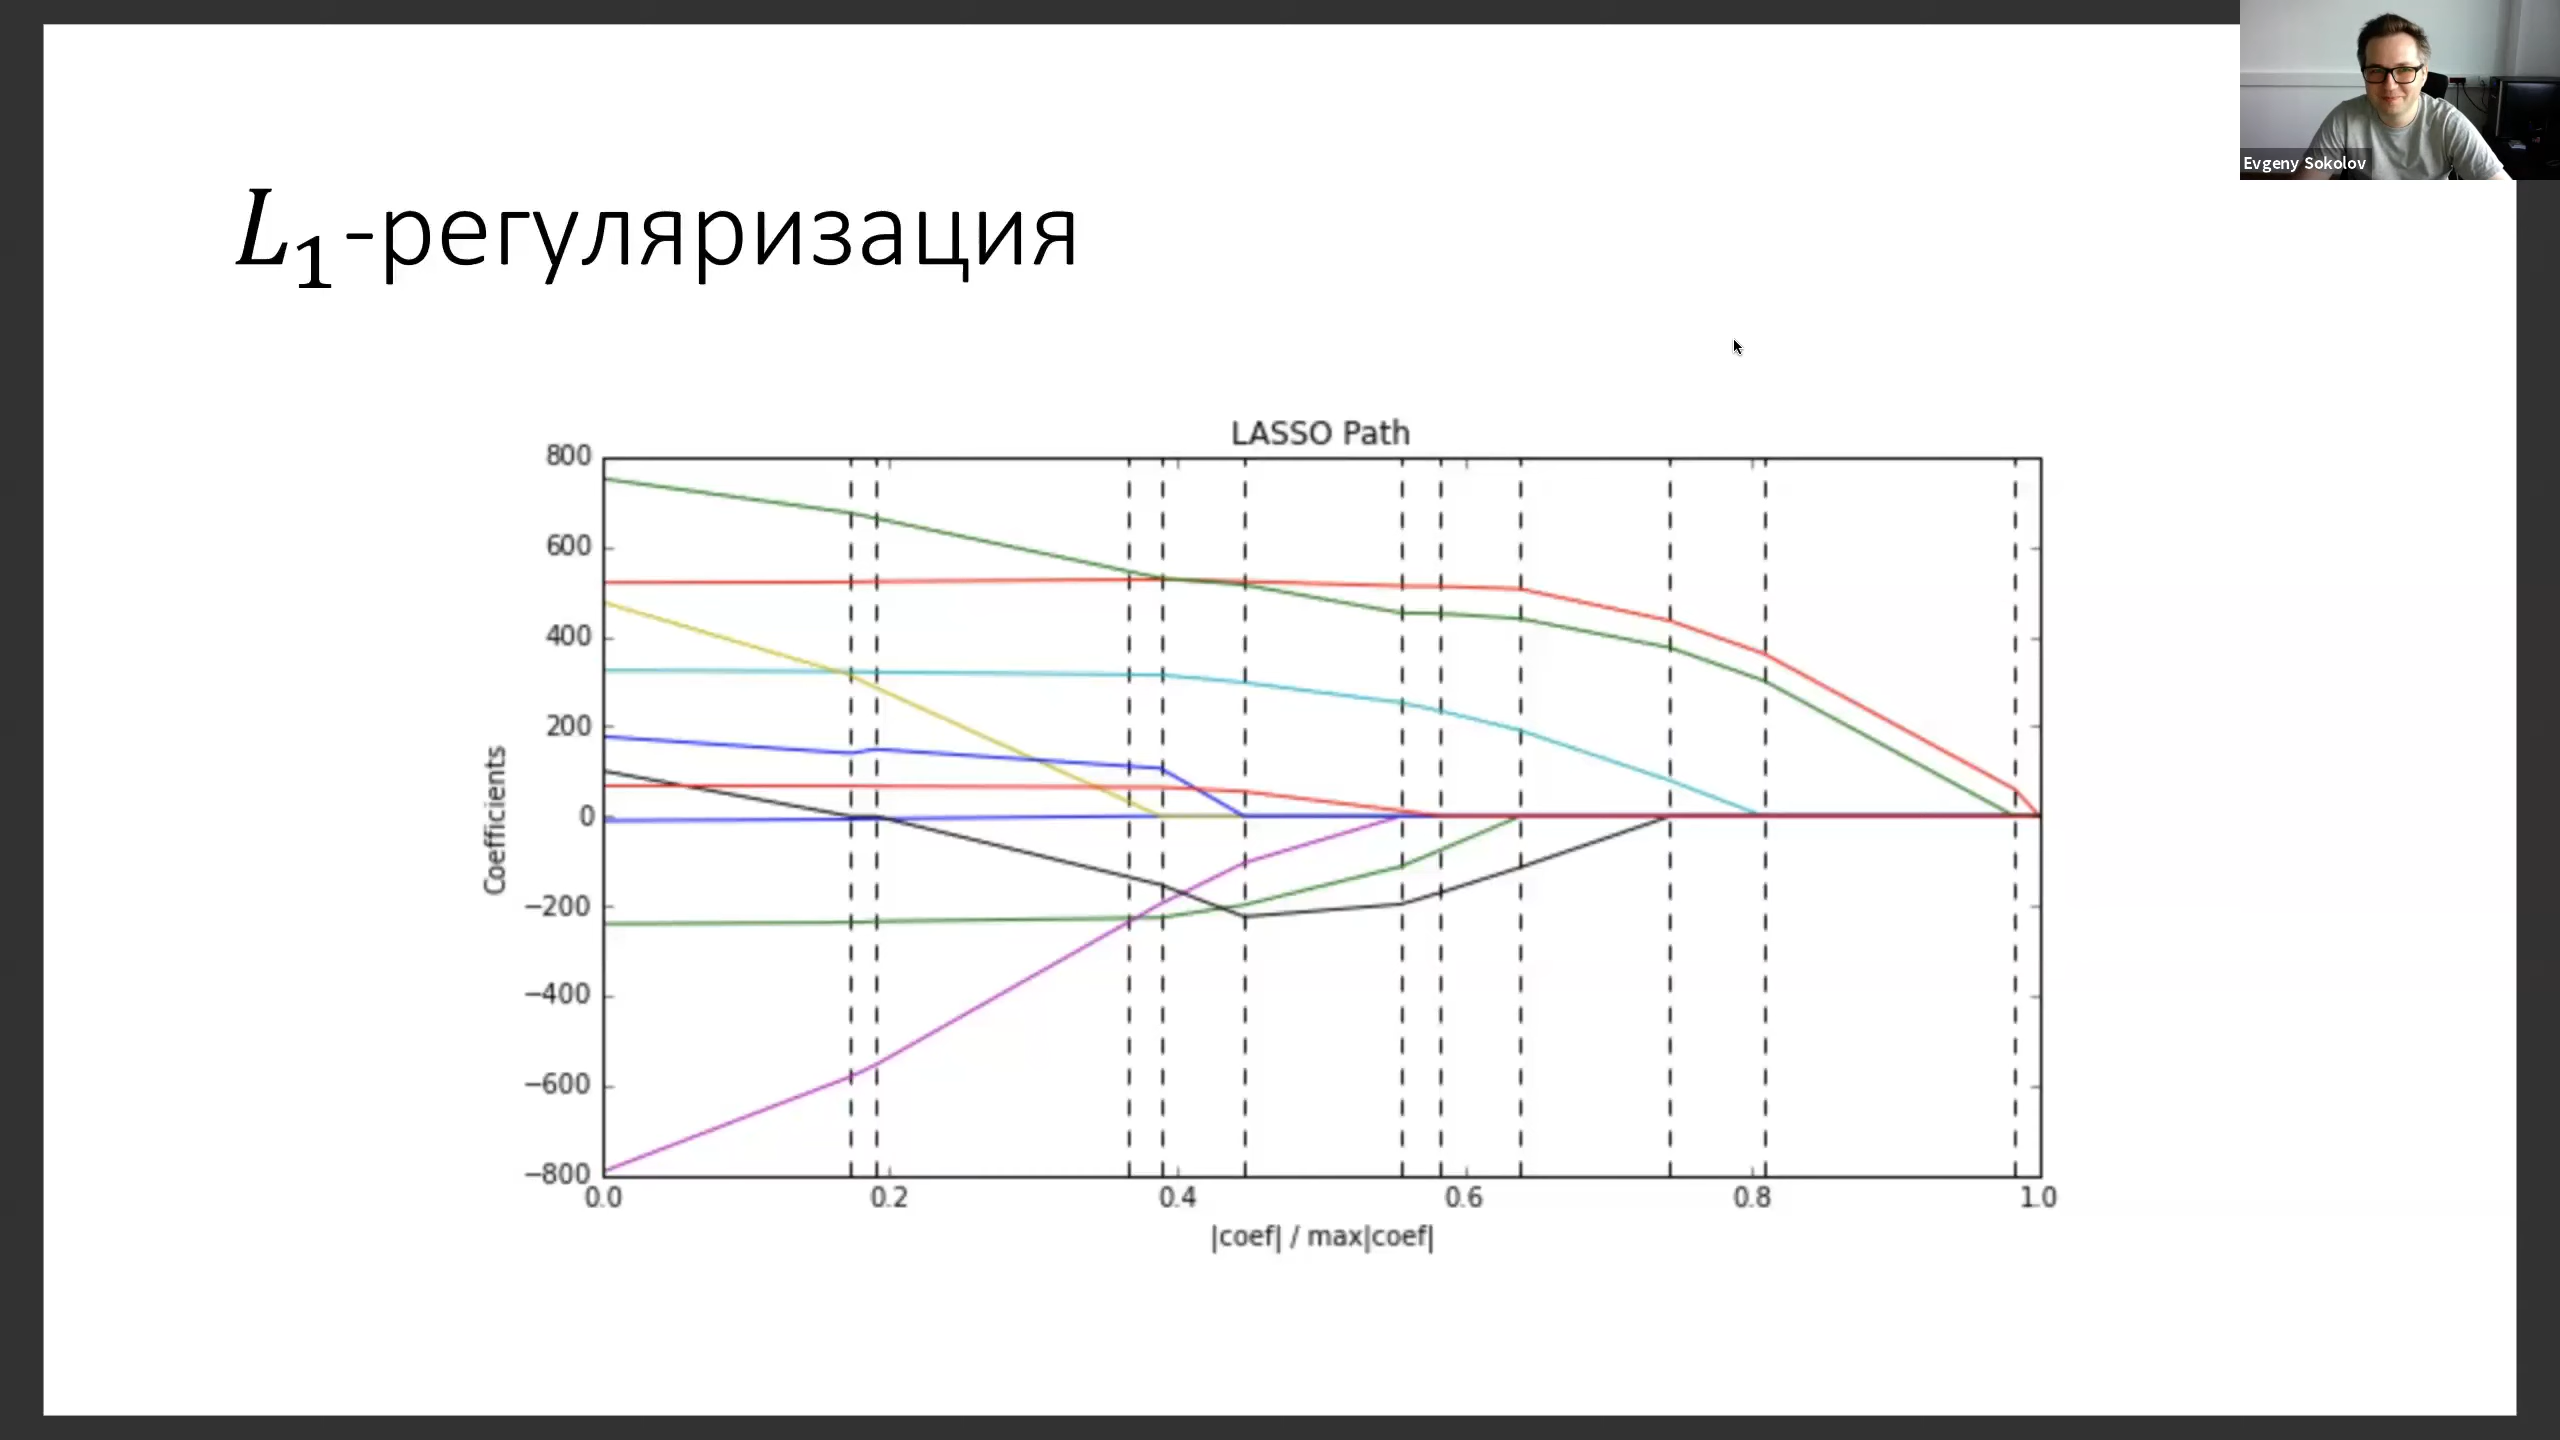 Evgeny Sokolov
L₁-регуляризация
LASSO Path
800
600
400
200
0
−200
−400
−600
−800
Coefficients
0.0 0.2 0.4 0.6 0.8 1.0
|coef| / max|coef|